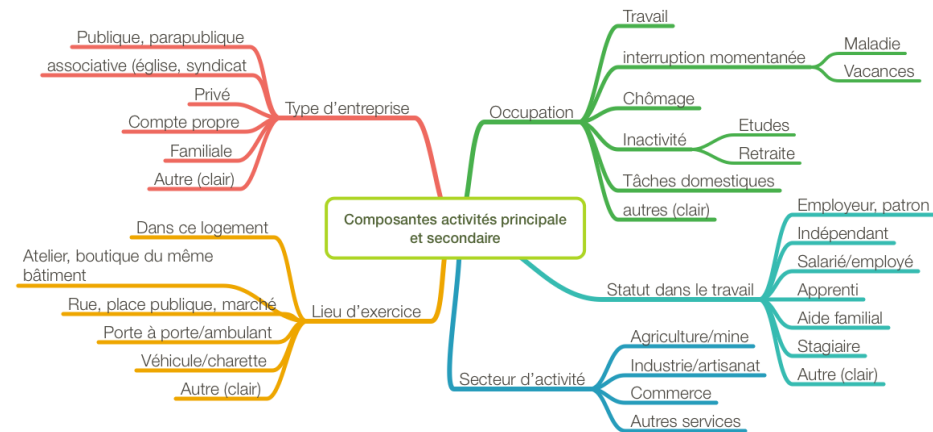 Composantes activités principale
et secondaire
Type d'entreprise
Publique, parapublique
associative (église, syndicat
Privé
Compte propre
Familiale
Autre (clair)
Lieu d'exercice
Dans ce logement
Atelier, boutique du même
bâtiment
Rue, place publique, marché
Porte à porte/ambulant
Véhicule/charette
Autre (clair)
Occupation
Travail
interruption momentanée
Maladie
Vacances
Chômage
Inactivité
Etudes
Retraite
Tâches domestiques
autres (clair)
Statut dans le travail
Employeur, patron
Indépendant
Salarié/employé
Apprenti
Aide familial
Stagiaire
Autre (clair)
Secteur d'activité
Agriculture/mine
Industrie/artisanat
Commerce
Autres services